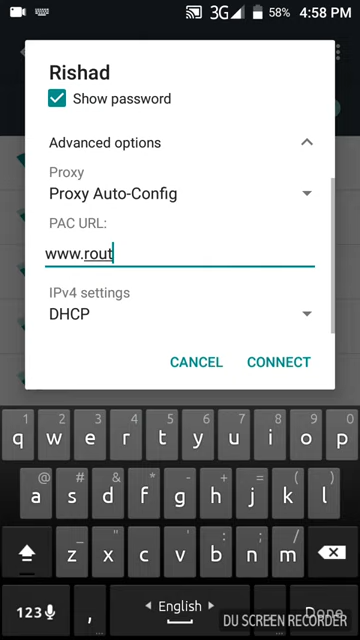 3G 58% 4:58 PM
Rishad
Show password
Advanced options
Proxy
Proxy Auto-Config
PAC URL:
www.rout
IPv4 settings
DHCP
CANCEL CONNECT
1 2 3 4 5 6 7 8 9 0
q w e r t y u i o p
@ # & * - + = ( )
a s d f g h j k l
- $ " ' : ; /
z x c v b n m
123 , English Done
DU SCREEN RECORDER